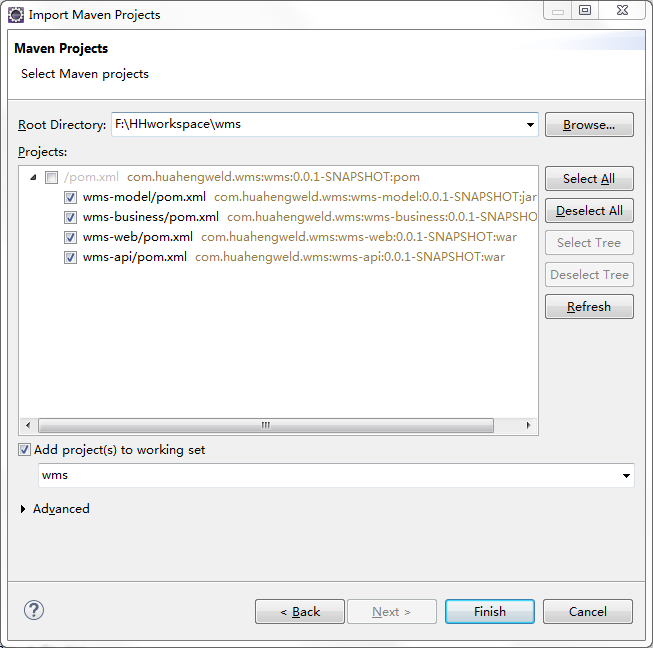 Import Maven Projects
Maven Projects
Select Maven projects
Root Directory: F:\HHworkspace\wms Browse...
Projects:
/pom.xml com.huahengweld.wms:wms:0.0.1-SNAPSHOT:pom
wms-model/pom.xml com.huahengweld.wms:wms-model:0.0.1-SNAPSHOT:jar
wms-business/pom.xml com.huahengweld.wms:wms-business:0.0.1-SNAPSHO
wms-web/pom.xml com.huahengweld.wms:wms-web:0.0.1-SNAPSHOT:war
wms-api/pom.xml com.huahengweld.wms:wms-api:0.0.1-SNAPSHOT:war
Select All
Deselect All
Select Tree
Deselect Tree
Refresh
Add project(s) to working set
wms
Advanced
? < Back Next > Finish Cancel